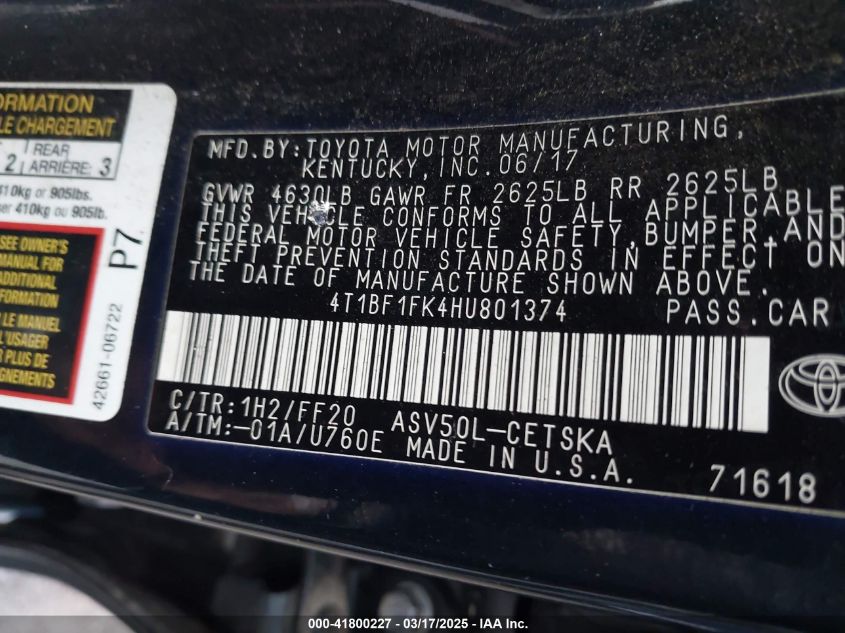 ORMATION
LE CHARGEMENT
2 REAR
ARRIÈRE: 3
410kg or 905lbs.
ser 410kg ou 905lb.
SEE OWNER'S
MANUAL FOR
ADDITIONAL
INFORMATION
LE MANUEL
L'USAGER
PLUS DE
GNEMENTS
P7.
42661-06722
MFD.BY:TOYOTA MOTOR MANUFACTURING,
KENTUCKY,INC.06/17
GVWR 4630LB GAWR FR 2625LB RR 2625LB
THIS VEHICLE CONFORMS TO ALL APPLICABLE
FEDERAL MOTOR VEHICLE SAFETY,BUMPER,AND
THEFT PREVENTION STANDARDS IN EFFECT ON
THE DATE OF MANUFACTURE SHOWN ABOVE.
4T1BF1FK4HU801374 PASS.CAR
C/TR:1H2/FF20 ASV50L-CETSKA
A/TM:-01A/U760E MADE IN U.S.A.
71618
000-41800227 - 03/17/2025 - IAA Inc.